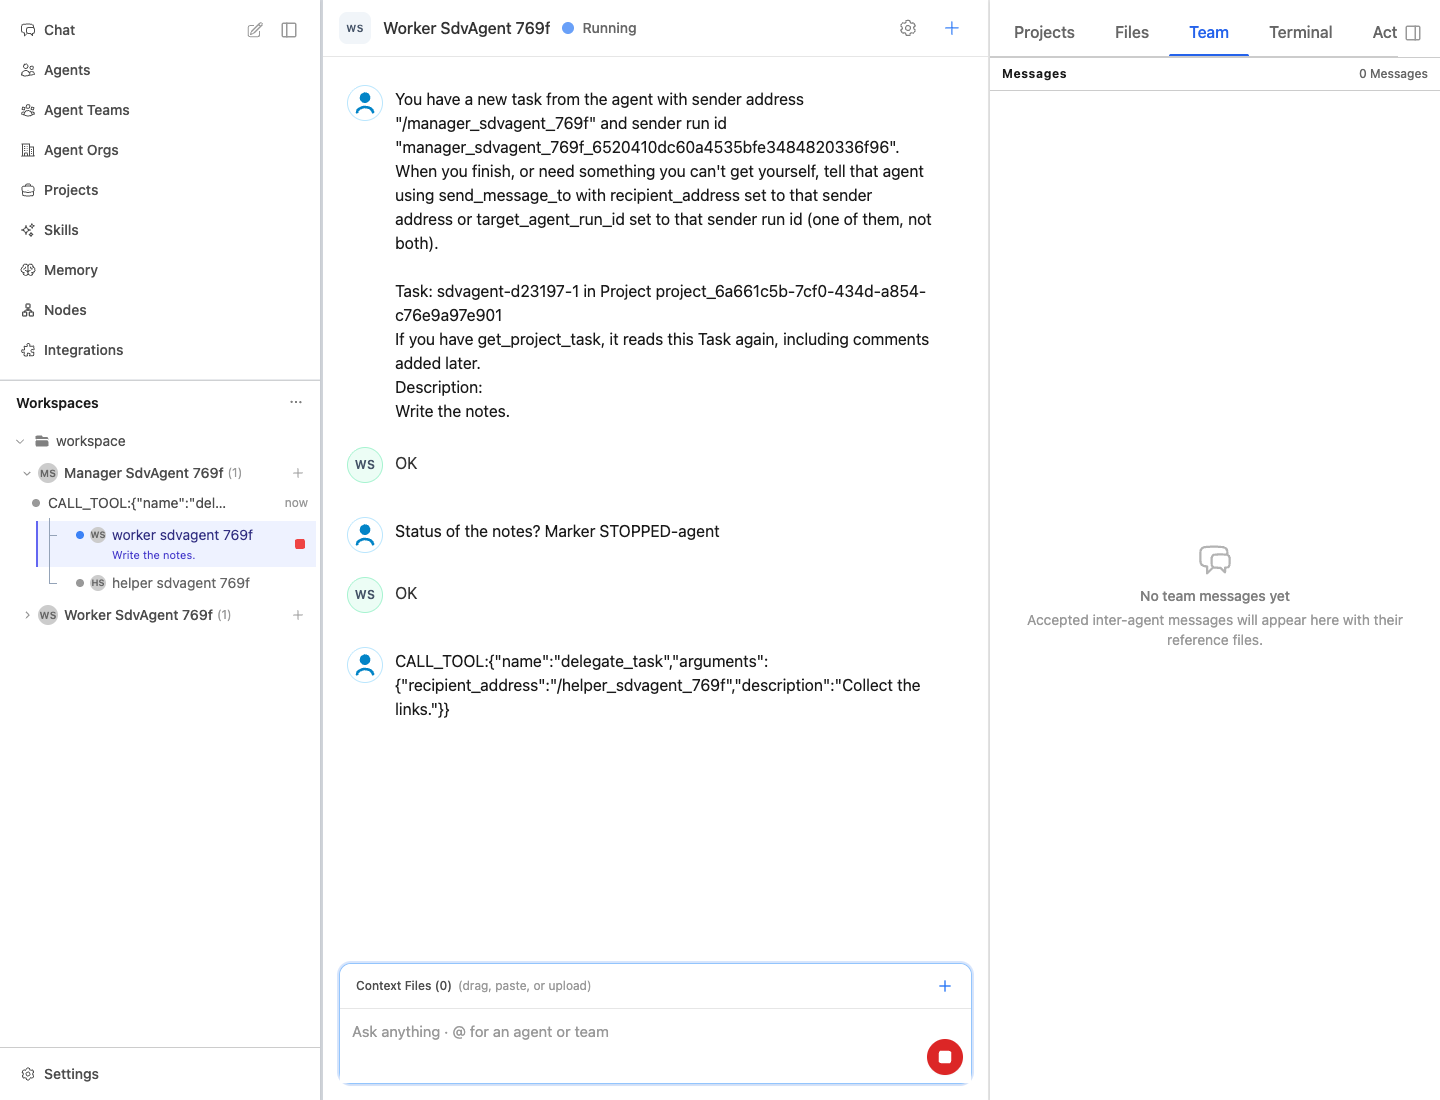 Chat
Agents
Agent Teams
Agent Orgs
Projects
Skills
Memory
Nodes
Integrations
Workspaces
workspace
MS Manager SdvAgent 769f (1)
CALL_TOOL:{"name":"del... now
WS worker sdvagent 769f
Write the notes.
HS helper sdvagent 769f
WS Worker SdvAgent 769f (1)
Settings
WS Worker SdvAgent 769f Running
You have a new task from the agent with sender address
"/manager_sdvagent_769f" and sender run id
"manager_sdvagent_769f_6520410dc60a4535bfe3484820336f96".
When you finish, or need something you can't get yourself, tell that agent
using send_message_to with recipient_address set to that sender
address or target_agent_run_id set to that sender run id (one of them, not
both).
Task: sdvagent-d23197-1 in Project project_6a661c5b-7cf0-434d-a854-
c76e9a97e901
If you have get_project_task, it reads this Task again, including comments
added later.
Description:
Write the notes.
WS OK
Status of the notes? Marker STOPPED-agent
WS OK
CALL_TOOL:{"name":"delegate_task","arguments":
{"recipient_address":"/helper_sdvagent_769f","description":"Collect the
links."}}
Context Files (0) (drag, paste, or upload)
Ask anything · @ for an agent or team
Projects Files Team Terminal Act
Messages 0 Messages
No team messages yet
Accepted inter-agent messages will appear here with their
reference files.